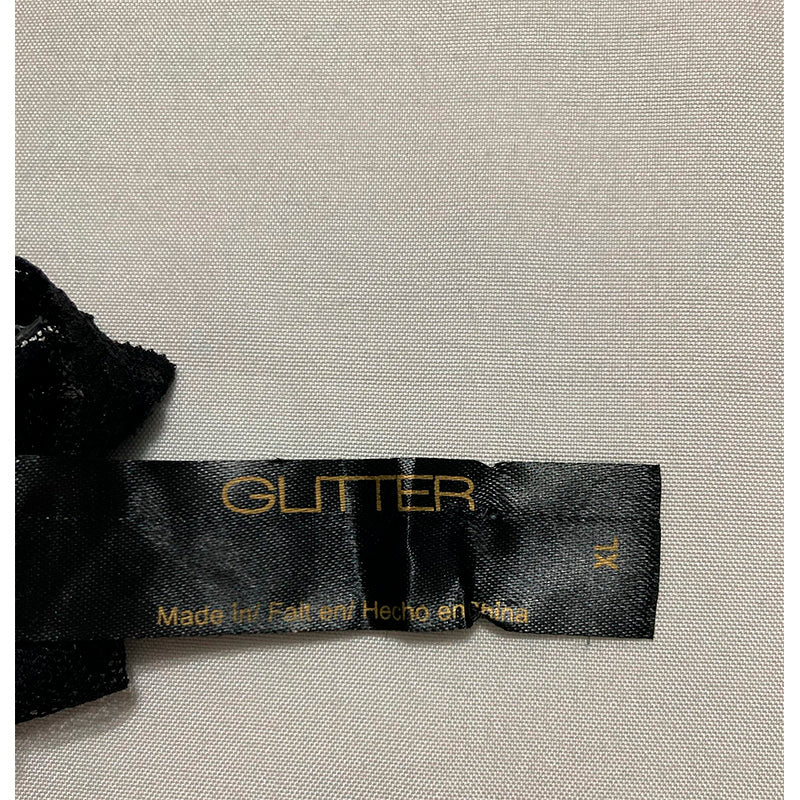 GLITTER
XL
Made in/ Fait en/ Hecho en China